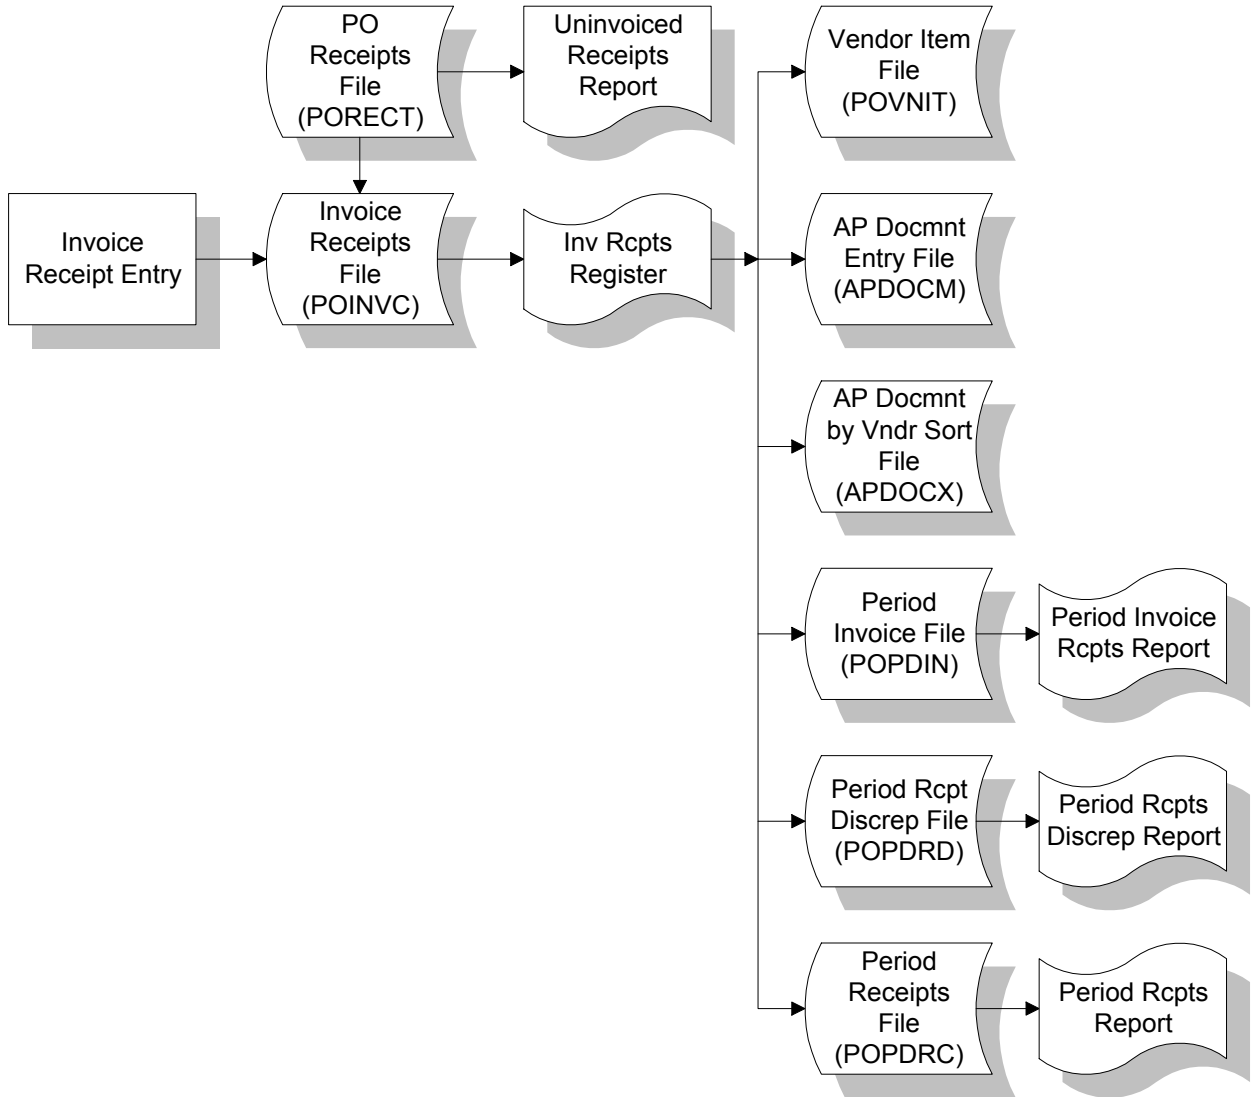 PO
Receipts
File
(PORECT)
Uninvoiced
Receipts
Report
Vendor Item
File
(POVNIT)
Invoice
Receipt Entry
Invoice
Receipts
File
(POINVC)
Inv Rcpts
Register
AP Docmnt
Entry File
(APDOCM)
AP Docmnt
by Vndr Sort
File
(APDOCX)
Period
Invoice File
(POPDIN)
Period Invoice
Rcpts Report
Period Rcpt
Discrep File
(POPDRD)
Period Rcpts
Discrep Report
Period
Receipts
File
(POPDRC)
Period Rcpts
Report